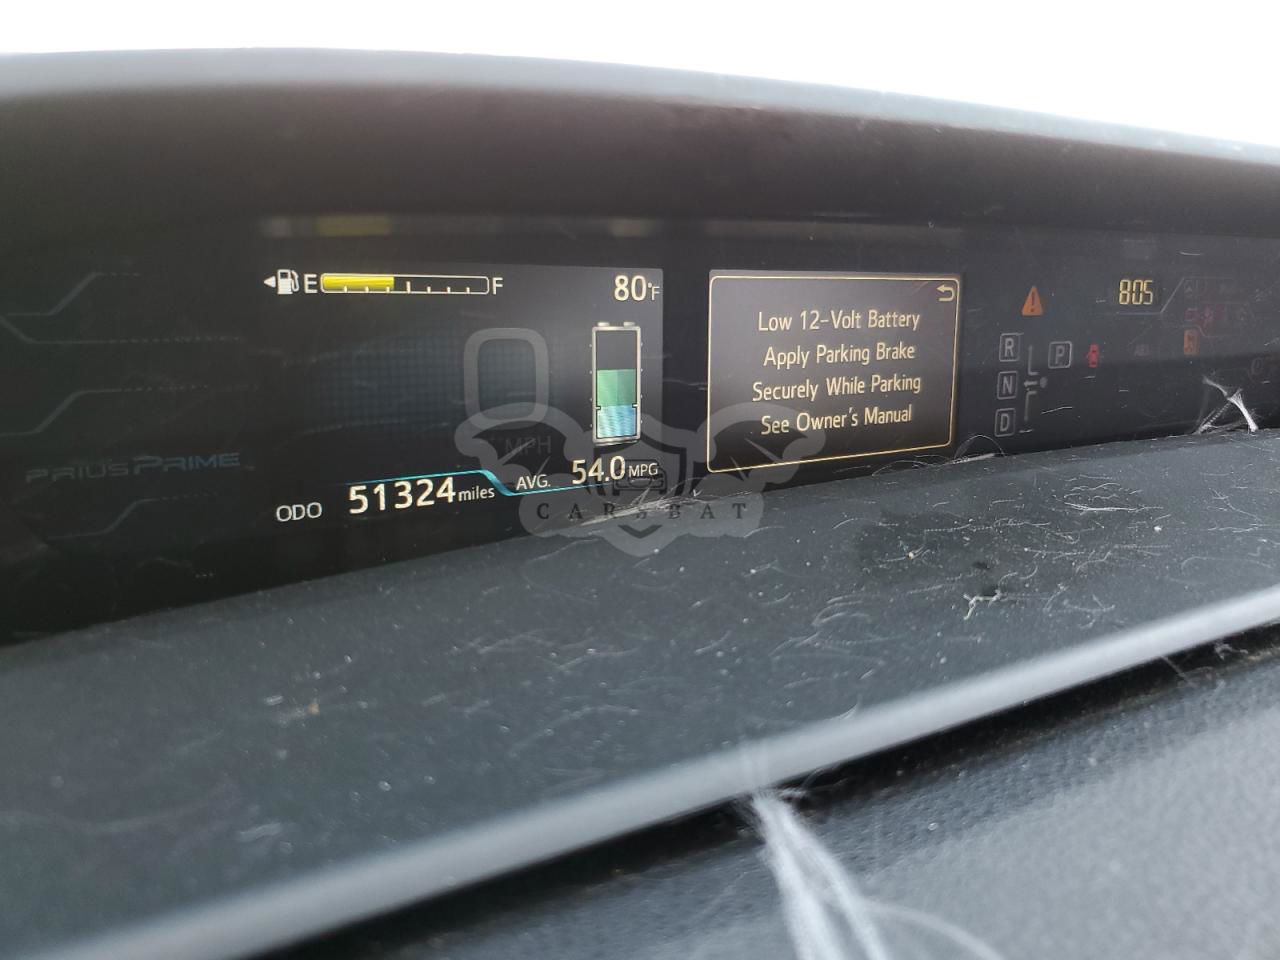 E F
80°F
MPH
PRIUS PRIME
ODO 51324 miles AVG. 54.0 MPG
Low 12-Volt Battery
Apply Parking Brake
Securely While Parking
See Owner's Manual
805
R
P
N
D
CARSBAT